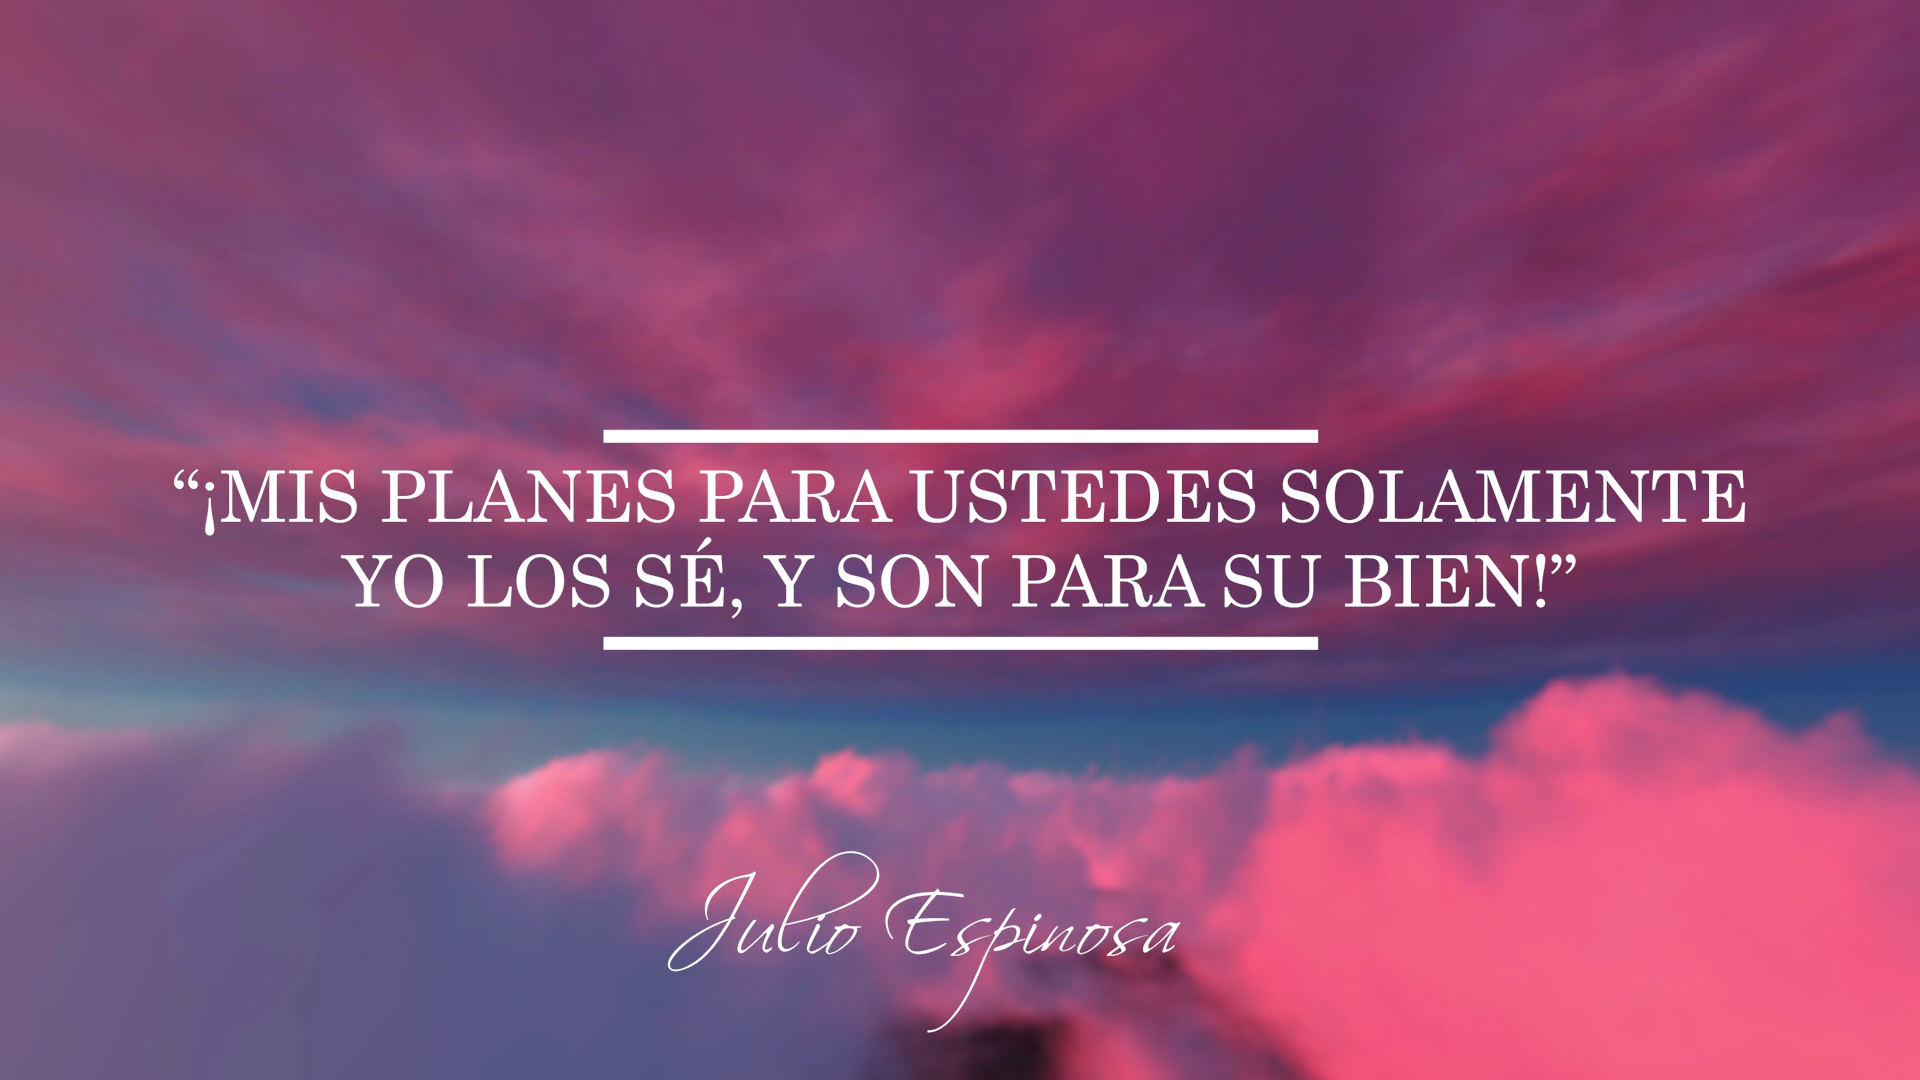 “¡MIS PLANES PARA USTEDES SOLAMENTE
YO LOS SÉ, Y SON PARA SU BIEN!”
Julio Espinosa